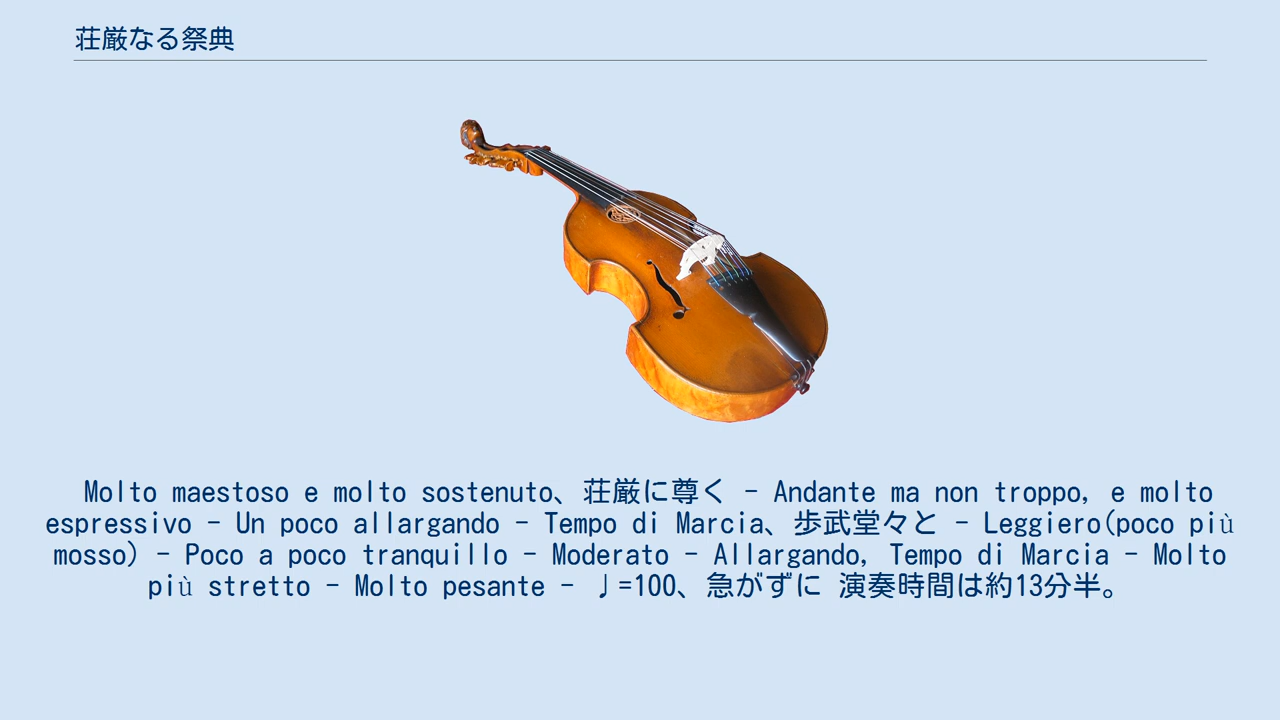 荘厳なる祭典
Molto maestoso e molto sostenuto、荘厳に尊く - Andante ma non troppo, e molto
espressivo - Un poco allargando - Tempo di Marcia、歩武堂々と - Leggiero(poco più
mosso) - Poco a poco tranquillo - Moderato - Allargando, Tempo di Marcia - Molto
più stretto - Molto pesante - ♩=100、急がずに 演奏時間は約13分半。